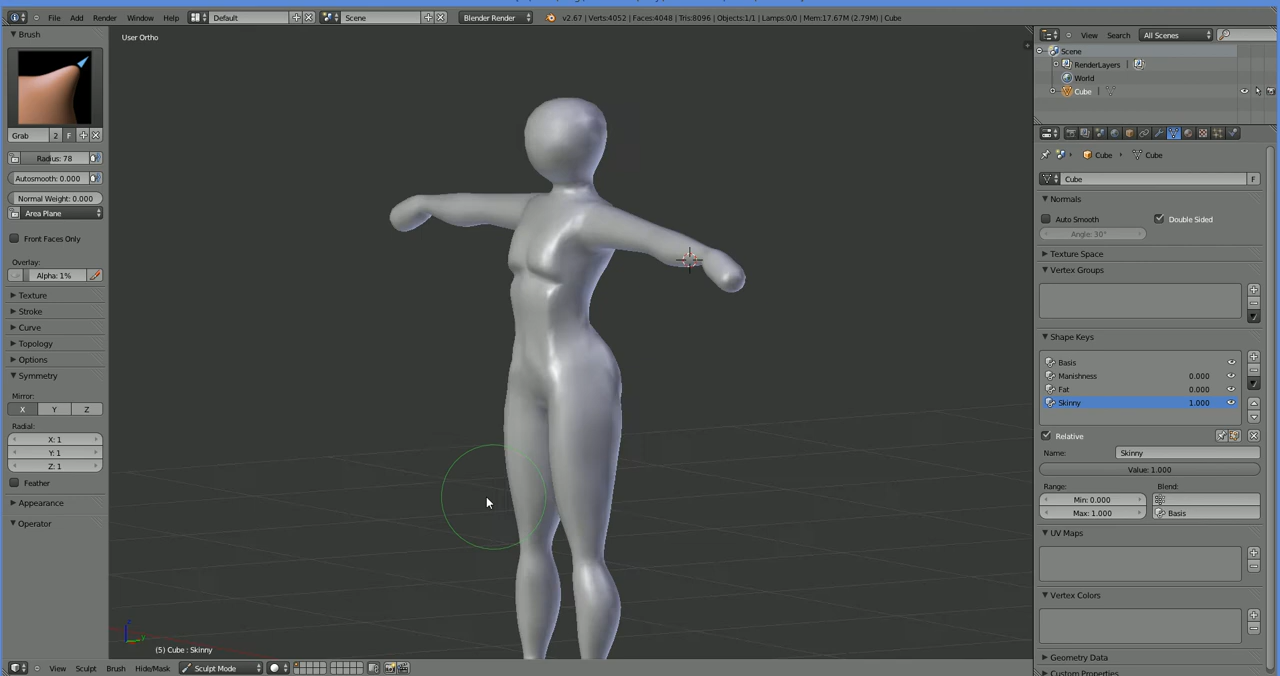 File Add Render Window Help Default Scene Blender Render v2.67 | Verts:4052 | Faces:4048 | Tris:8096 | Objects:1/1 | Lamps:0/0 | Mem:17.67M (2.79M) | Cube
Brush
User Ortho
View Search All Scenes
Scene
RenderLayers |
World
Cube |
Grab 2 F
Radius: 78
Autosmooth: 0.000
Normal Weight: 0.000
Area Plane
Front Faces Only
Overlay:
Alpha: 1%
Texture
Stroke
Curve
Topology
Options
Symmetry
Mirror:
X Y Z
Radial:
X: 1
Y: 1
Z: 1
Feather
Appearance
Operator
Cube Cube
Cube F
Normals
Auto Smooth Double Sided
Angle: 30°
Texture Space
Vertex Groups
Shape Keys
Basis
Manishness 0.000
Fat 0.000
Skinny 1.000
Relative
Name: Skinny
Value: 1.000
Range: Blend:
Min: 0.000
Max: 1.000 Basis
UV Maps
Vertex Colors
Geometry Data
Custom Properties
z
y
(5) Cube : Skinny
View Sculpt Brush Hide/Mask Sculpt Mode